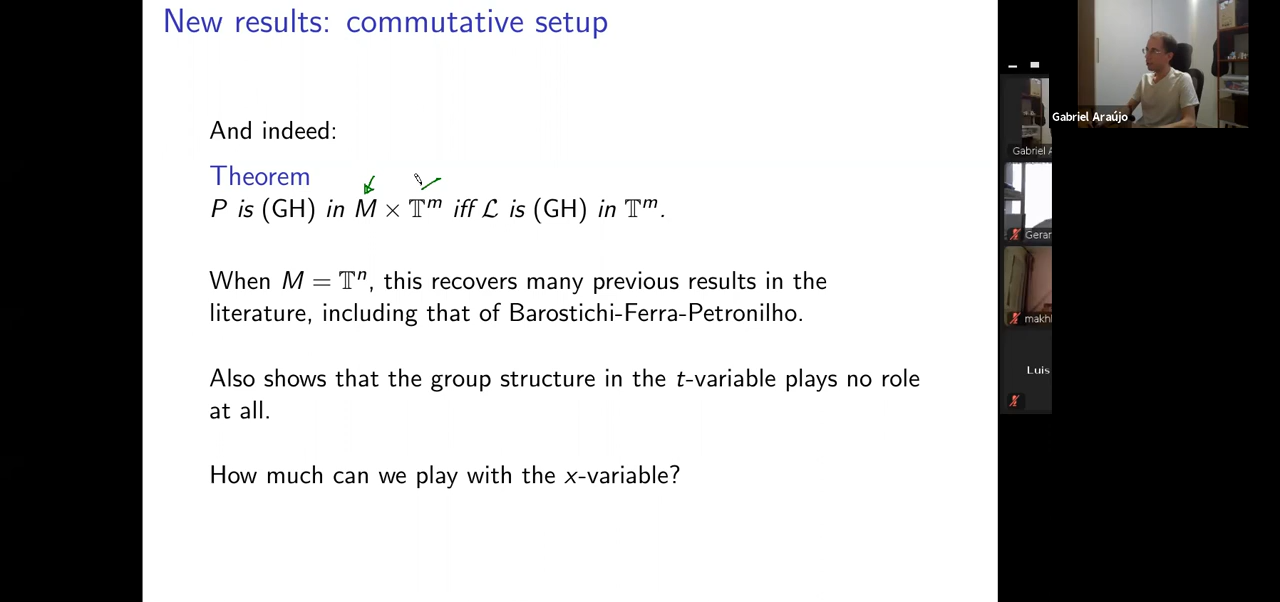 New results: commutative setup
And indeed:
Theorem
P is (GH) in M × 𝕋ᵐ iff ℒ is (GH) in 𝕋ᵐ.
When M = 𝕋ⁿ, this recovers many previous results in the
literature, including that of Barostichi-Ferra-Petronilho.
Also shows that the group structure in the t-variable plays no role
at all.
How much can we play with the x-variable?
Gabriel Araújo
Gabriel A
Gerar
makhl
Luis